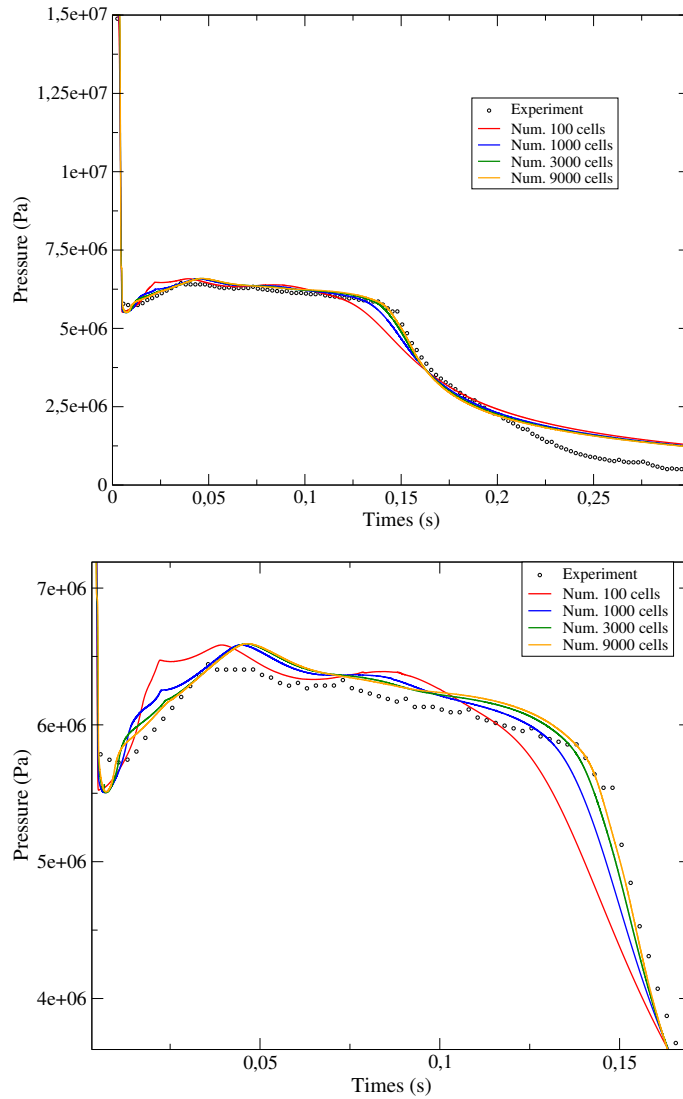 1,5e+07
1,25e+07
1e+07
7,5e+06
5e+06
2,5e+06
0
Pressure (Pa)
Experiment
Num. 100 cells
Num. 1000 cells
Num. 3000 cells
Num. 9000 cells
0 0,05 0,1 0,15 0,2 0,25
Times (s)
7e+06
6e+06
5e+06
4e+06
Pressure (Pa)
Experiment
Num. 100 cells
Num. 1000 cells
Num. 3000 cells
Num. 9000 cells
0,05 0,1 0,15
Times (s)